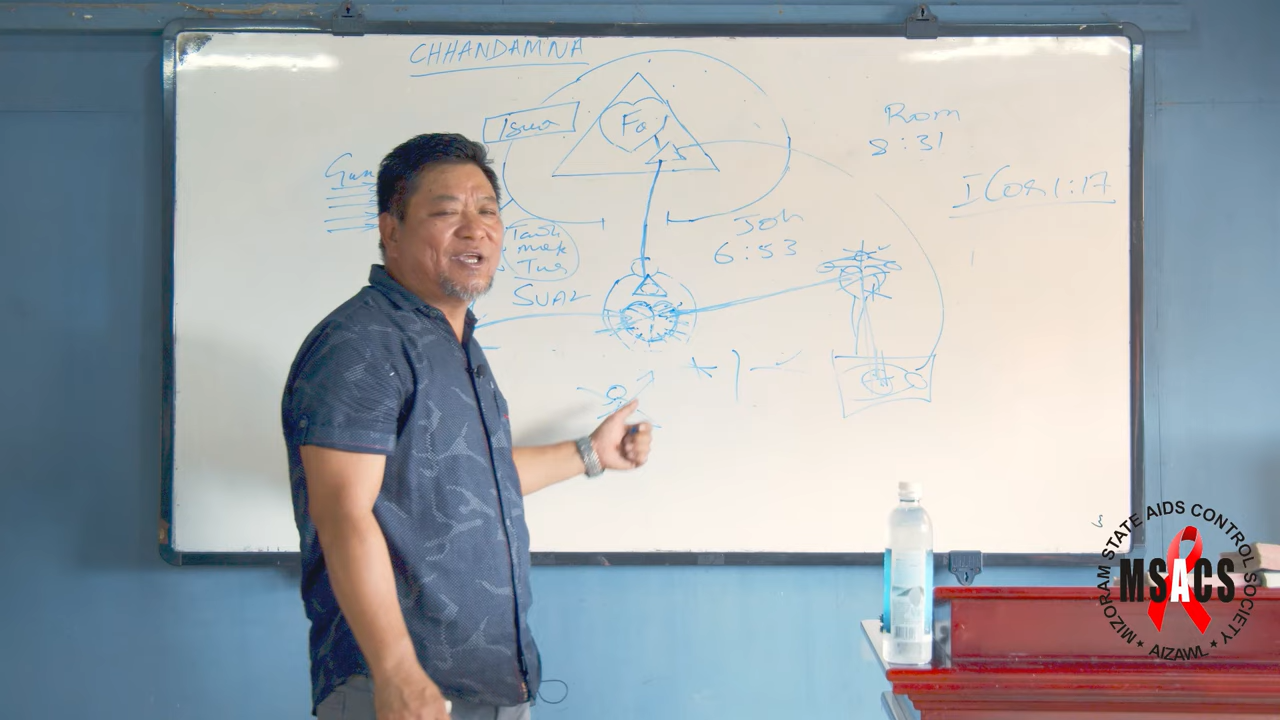 CHHANDAMNA
Isua
Fa
Rom
8:31
I Cor 1:17
Joh
6:53
SUAL
MIZORAM STATE AIDS CONTROL SOCIETY
MSACS
★ AIZAWL ★